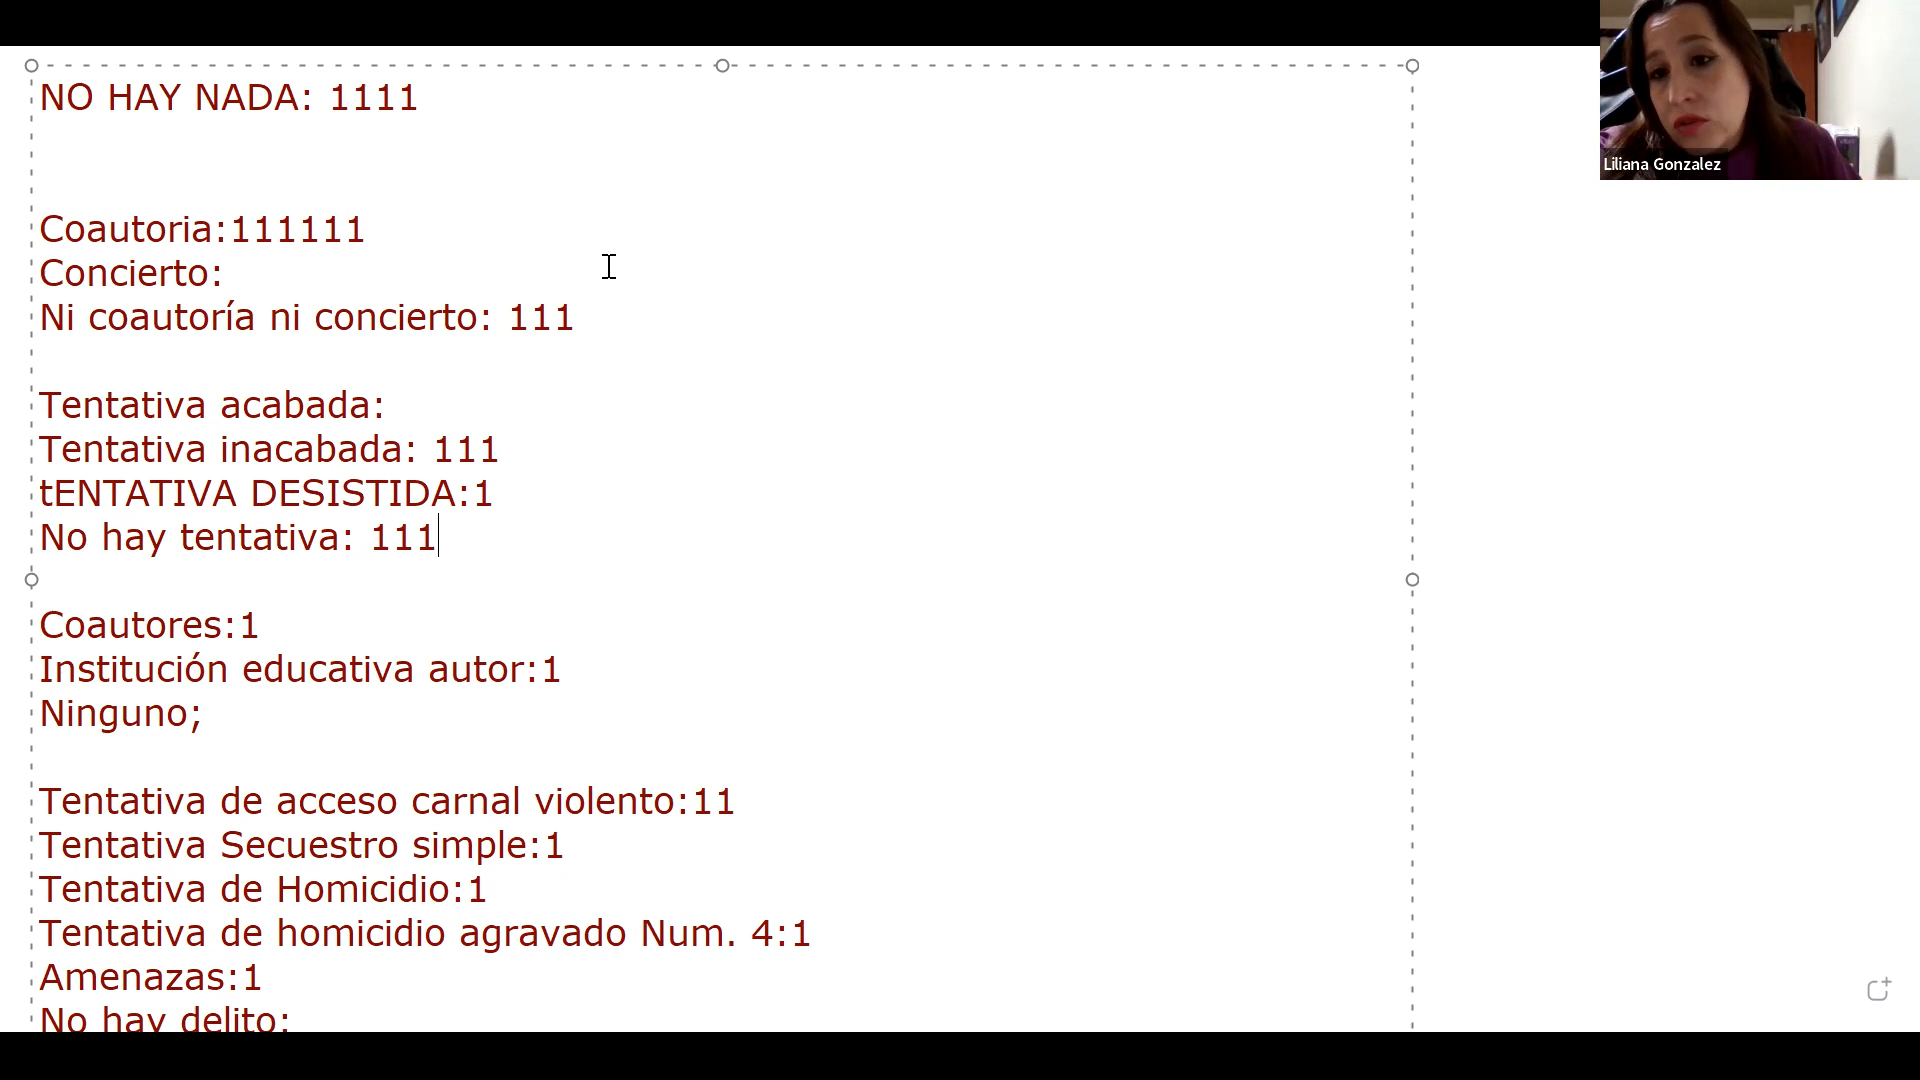 NO HAY NADA: 1111
Liliana Gonzalez
Coautoria:111111
Concierto:
Ni coautoría ni concierto: 111
Tentativa acabada:
Tentativa inacabada: 111
tENTATIVA DESISTIDA:1
No hay tentativa: 111
Coautores:1
Institución educativa autor:1
Ninguno;
Tentativa de acceso carnal violento:11
Tentativa Secuestro simple:1
Tentativa de Homicidio:1
Tentativa de homicidio agravado Num. 4:1
Amenazas:1
No hay delito: